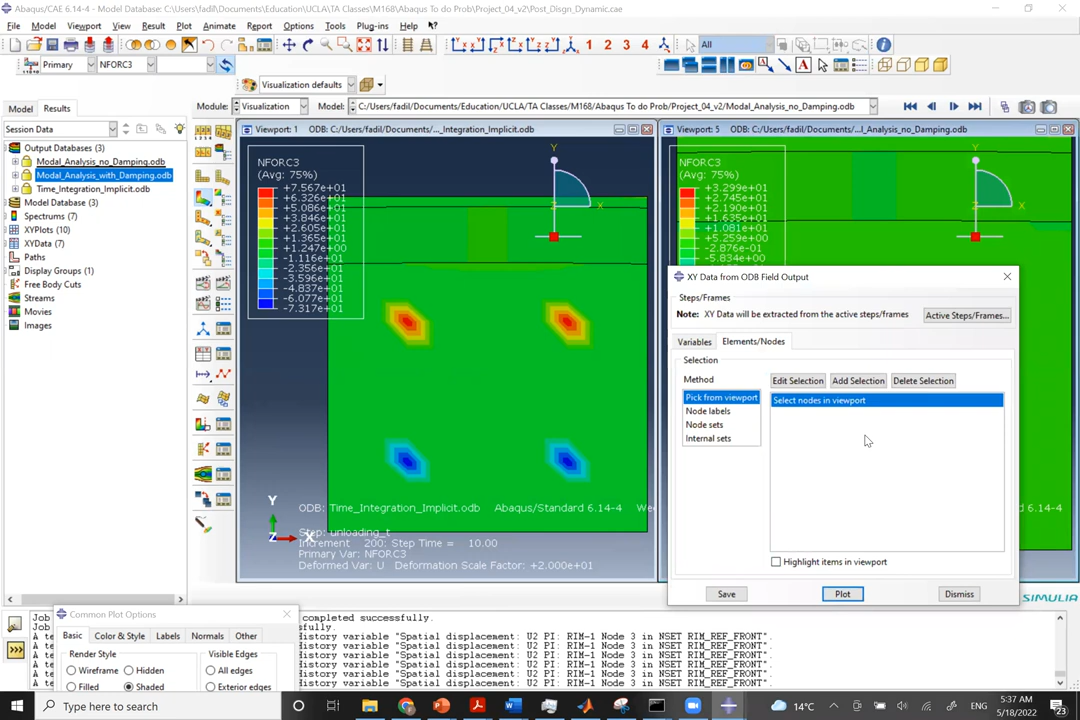 Abaqus/CAE 6.14-4 - Model Database: C:\Users\fadil\Documents\Education\UCLA\TA Classes\M168\Abaqus To do Prob\Project_04_v2\Post_Disgn_Dynamic.cae
File Model Viewport View Result Plot Animate Report Options Tools Plug-ins Help
1 2 3 4 All
Primary NFORC3
Visualization defaults
Model Results Module: Visualization Model: C:/Users/fadil/Documents/Education/UCLA/TA Classes/M168/Abaqus To do Prob/Project_04_v2/Modal_Analysis_no_Damping.odb
Session Data
Output Databases (3)
Modal_Analysis_no_Damping.odb
Modal_Analysis_with_Damping.odb
Time_Integration_Implicit.odb
Model Database (3)
Spectrums (7)
XYPlots (10)
XYData (7)
Paths
Display Groups (1)
Free Body Cuts
Streams
Movies
Images
Viewport: 1 ODB: C:/Users/fadil/Documents/..._Integration_Implicit.odb
NFORC3
(Avg: 75%)
+7.567e+01
+6.326e+01
+5.086e+01
+3.846e+01
+2.605e+01
+1.365e+01
+1.247e+00
-1.116e+01
-2.356e+01
-3.596e+01
-4.837e+01
-6.077e+01
-7.317e+01
Y
X
Z
Y
X
Z
ODB: Time_Integration_Implicit.odb Abaqus/Standard 6.14-4 We
Step: unloading_t
Increment 200: Step Time = 10.00
Primary Var: NFORC3
Deformed Var: U Deformation Scale Factor: +2.000e+01
Viewport: 5 ODB: C:/Users/fadil/Documents/...l_Analysis_no_Damping.odb
NFORC3
(Avg: 75%)
+3.299e+01
+2.745e+01
+2.190e+01
+1.635e+01
+1.081e+01
+5.259e+00
-2.876e-01
-5.834e+00
Y
X
Z
XY Data from ODB Field Output
Steps/Frames
Note: XY Data will be extracted from the active steps/frames Active Steps/Frames...
Variables Elements/Nodes
Selection
Method Edit Selection Add Selection Delete Selection
Pick from viewport Select nodes in viewport
Node labels
Node sets
Internal sets
Highlight items in viewport
Save Plot Dismiss
SIMULIA
Common Plot Options
Basic Color & Style Labels Normals Other
Render Style Visible Edges
Wireframe Hidden All edges
Filled Shaded Exterior edges
Job
Job
A te
A te
A te
A te
A te
completed successfully.
sfully.
History variable "Spatial displacement: U2 PI: RIM-1 Node 3 in NSET RIM_REF_FRONT".
History variable "Spatial displacement: U2 PI: RIM-1 Node 3 in NSET RIM_REF_FRONT".
History variable "Spatial displacement: U2 PI: RIM-1 Node 3 in NSET RIM_REF_FRONT".
History variable "Spatial displacement: U2 PI: RIM-1 Node 3 in NSET RIM_REF_FRONT".
History variable "Spatial displacement: U2 PI: RIM-1 Node 3 in NSET RIM_REF_FRONT".
Type here to search
14°C ENG 5:37 AM
5/18/2022
23